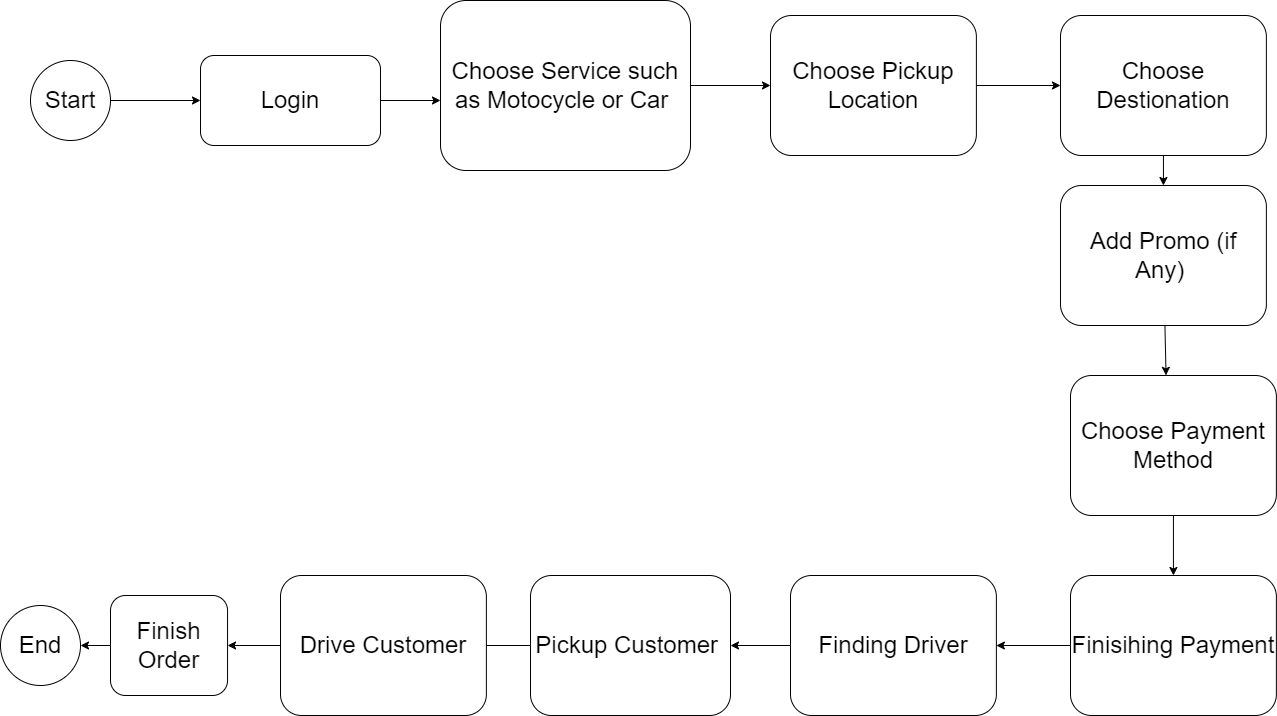 Start
Login
Choose Service such
as Motocycle or Car
Choose Pickup
Location
Choose
Destionation
Add Promo (if
Any)
Choose Payment
Method
Finisihing Payment
Finding Driver
Pickup Customer
Drive Customer
Finish
Order
End